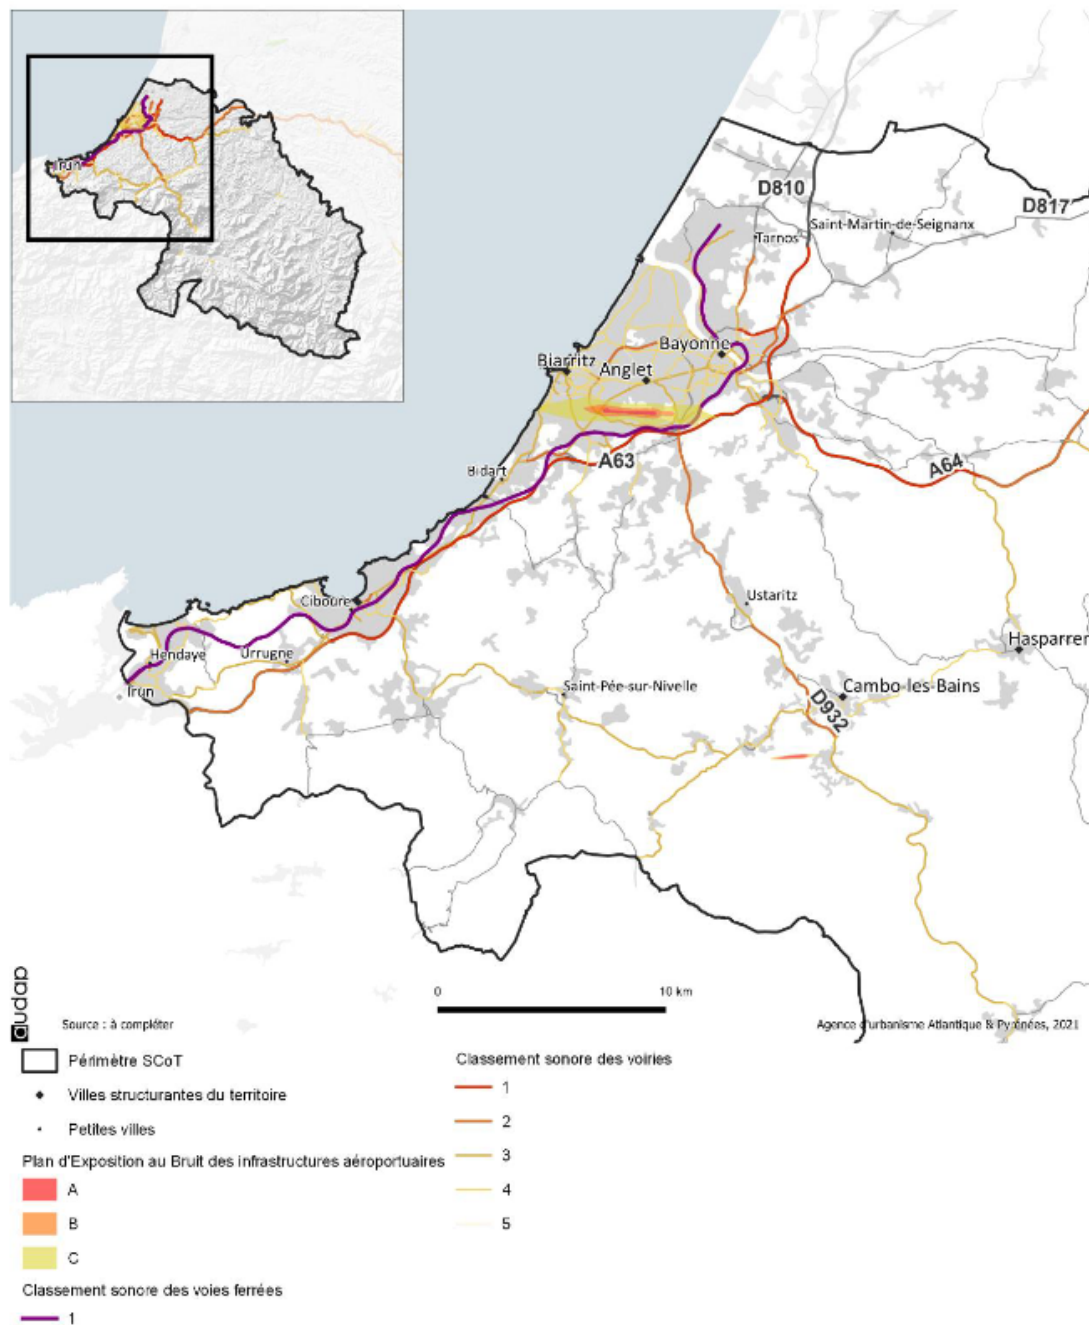 Irun
D810
D817
Saint-Martin-de-Seignanx
Tarnos
Bayonne
Biarritz
Anglet
A63
A64
Bidart
Ciboure
Ustaritz
Hasparren
Hendaye
Urrugne
Irun
Saint-Pée-sur-Nivelle
Cambo-les-Bains
D932
audap
0 10 km
Source : à compléter
Agence d'urbanisme Atlantique & Pyrénées, 2021
Périmètre SCoT
Villes structurantes du territoire
Petites villes
Plan d'Exposition au Bruit des infrastructures aéroportuaires
A
B
C
Classement sonore des voies ferrées
1
Classement sonore des voiries
1
2
3
4
5